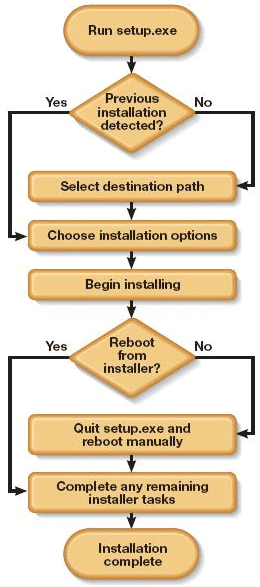 Run setup.exe
Yes
Previous
installation
detected?
No
Select destination path
Choose installation options
Begin installing
Yes
Reboot
from
installer?
No
Quit setup.exe and
reboot manually
Complete any remaining
installer tasks
Installation
complete